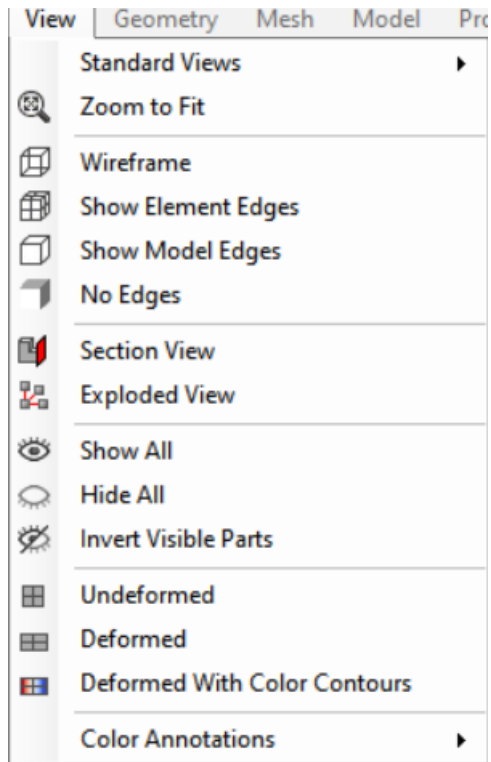 View Geometry Mesh Model
Standard Views
Zoom to Fit
Wireframe
Show Element Edges
Show Model Edges
No Edges
Section View
Exploded View
Show All
Hide All
Invert Visible Parts
Undeformed
Deformed
Deformed With Color Contours
Color Annotations